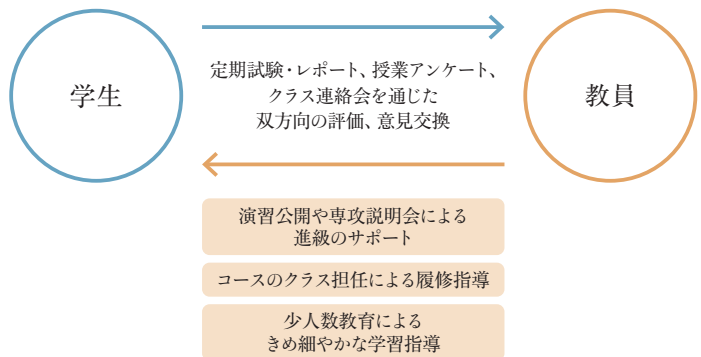 学生
定期試験・レポート、授業アンケート、
クラス連絡会を通じた
双方向の評価、意見交換
教員
演習公開や専攻説明会による
進級のサポート
コースのクラス担任による履修指導
少人数教育による
きめ細やかな学習指導